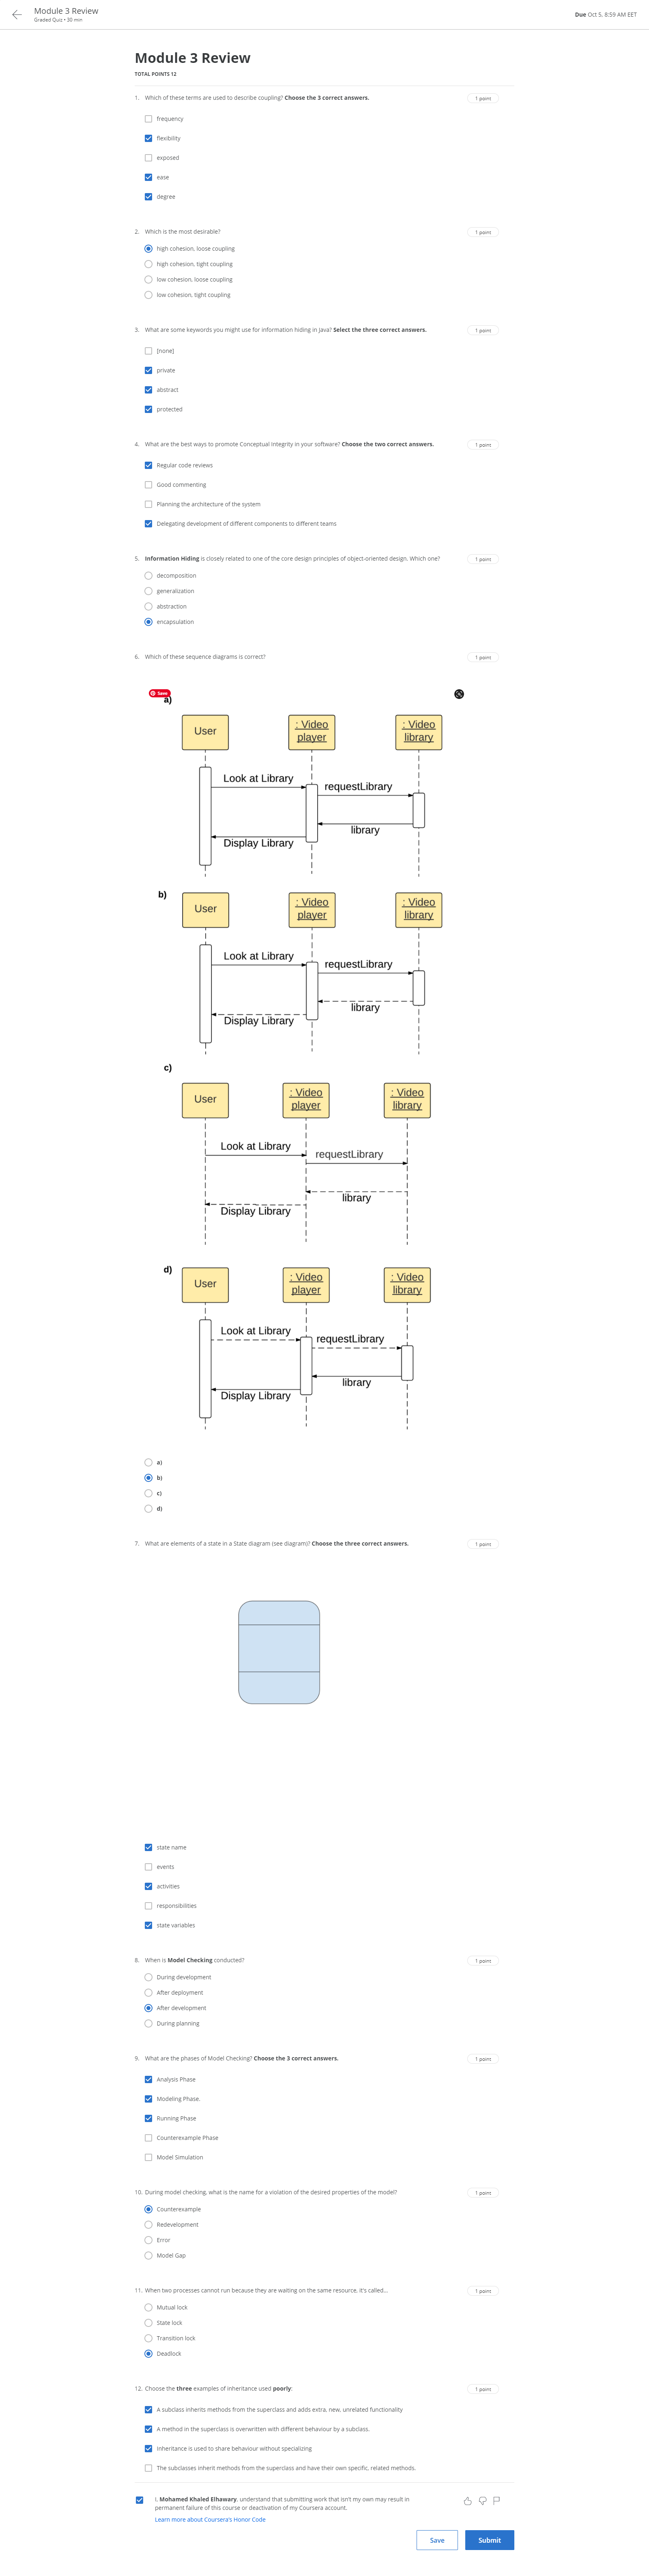 Module 3 Review
Graded Quiz • 30 min
Due Oct 5, 8:59 AM EET
Module 3 Review
TOTAL POINTS 12
1. Which of these terms are used to describe coupling? Choose the 3 correct answers.
1 point
frequency
flexibility
exposed
ease
degree
2. Which is the most desirable?
1 point
high cohesion, loose coupling
high cohesion, tight coupling
low cohesion, loose coupling
low cohesion, tight coupling
3. What are some keywords you might use for information hiding in Java? Select the three correct answers.
1 point
[none]
private
abstract
protected
4. What are the best ways to promote Conceptual Integrity in your software? Choose the two correct answers.
1 point
Regular code reviews
Good commenting
Planning the architecture of the system
Delegating development of different components to different teams
5. Information Hiding is closely related to one of the core design principles of object-oriented design. Which one?
1 point
decomposition
generalization
abstraction
encapsulation
6. Which of these sequence diagrams is correct?
1 point
Save
a)
User
: Video
player
: Video
library
Look at Library
requestLibrary
library
Display Library
b)
User
: Video
player
: Video
library
Look at Library
requestLibrary
library
Display Library
c)
User
: Video
player
: Video
library
Look at Library
requestLibrary
library
Display Library
d)
User
: Video
player
: Video
library
Look at Library
requestLibrary
library
Display Library
a)
b)
c)
d)
7. What are elements of a state in a State diagram (see diagram)? Choose the three correct answers.
1 point
state name
events
activities
responsibilities
state variables
8. When is Model Checking conducted?
1 point
During development
After deployment
After development
During planning
9. What are the phases of Model Checking? Choose the 3 correct answers.
1 point
Analysis Phase
Modeling Phase.
Running Phase
Counterexample Phase
Model Simulation
10. During model checking, what is the name for a violation of the desired properties of the model?
1 point
Counterexample
Redevelopment
Error
Model Gap
11. When two processes cannot run because they are waiting on the same resource, it's called...
1 point
Mutual lock
State lock
Transition lock
Deadlock
12. Choose the three examples of inheritance used poorly:
1 point
A subclass inherits methods from the superclass and adds extra, new, unrelated functionality
A method in the superclass is overwritten with different behaviour by a subclass.
Inheritance is used to share behaviour without specializing
The subclasses inherit methods from the superclass and have their own specific, related methods.
I, Mohamed Khaled Elhawary, understand that submitting work that isn't my own may result in
permanent failure of this course or deactivation of my Coursera account.
Learn more about Coursera's Honor Code
Save
Submit